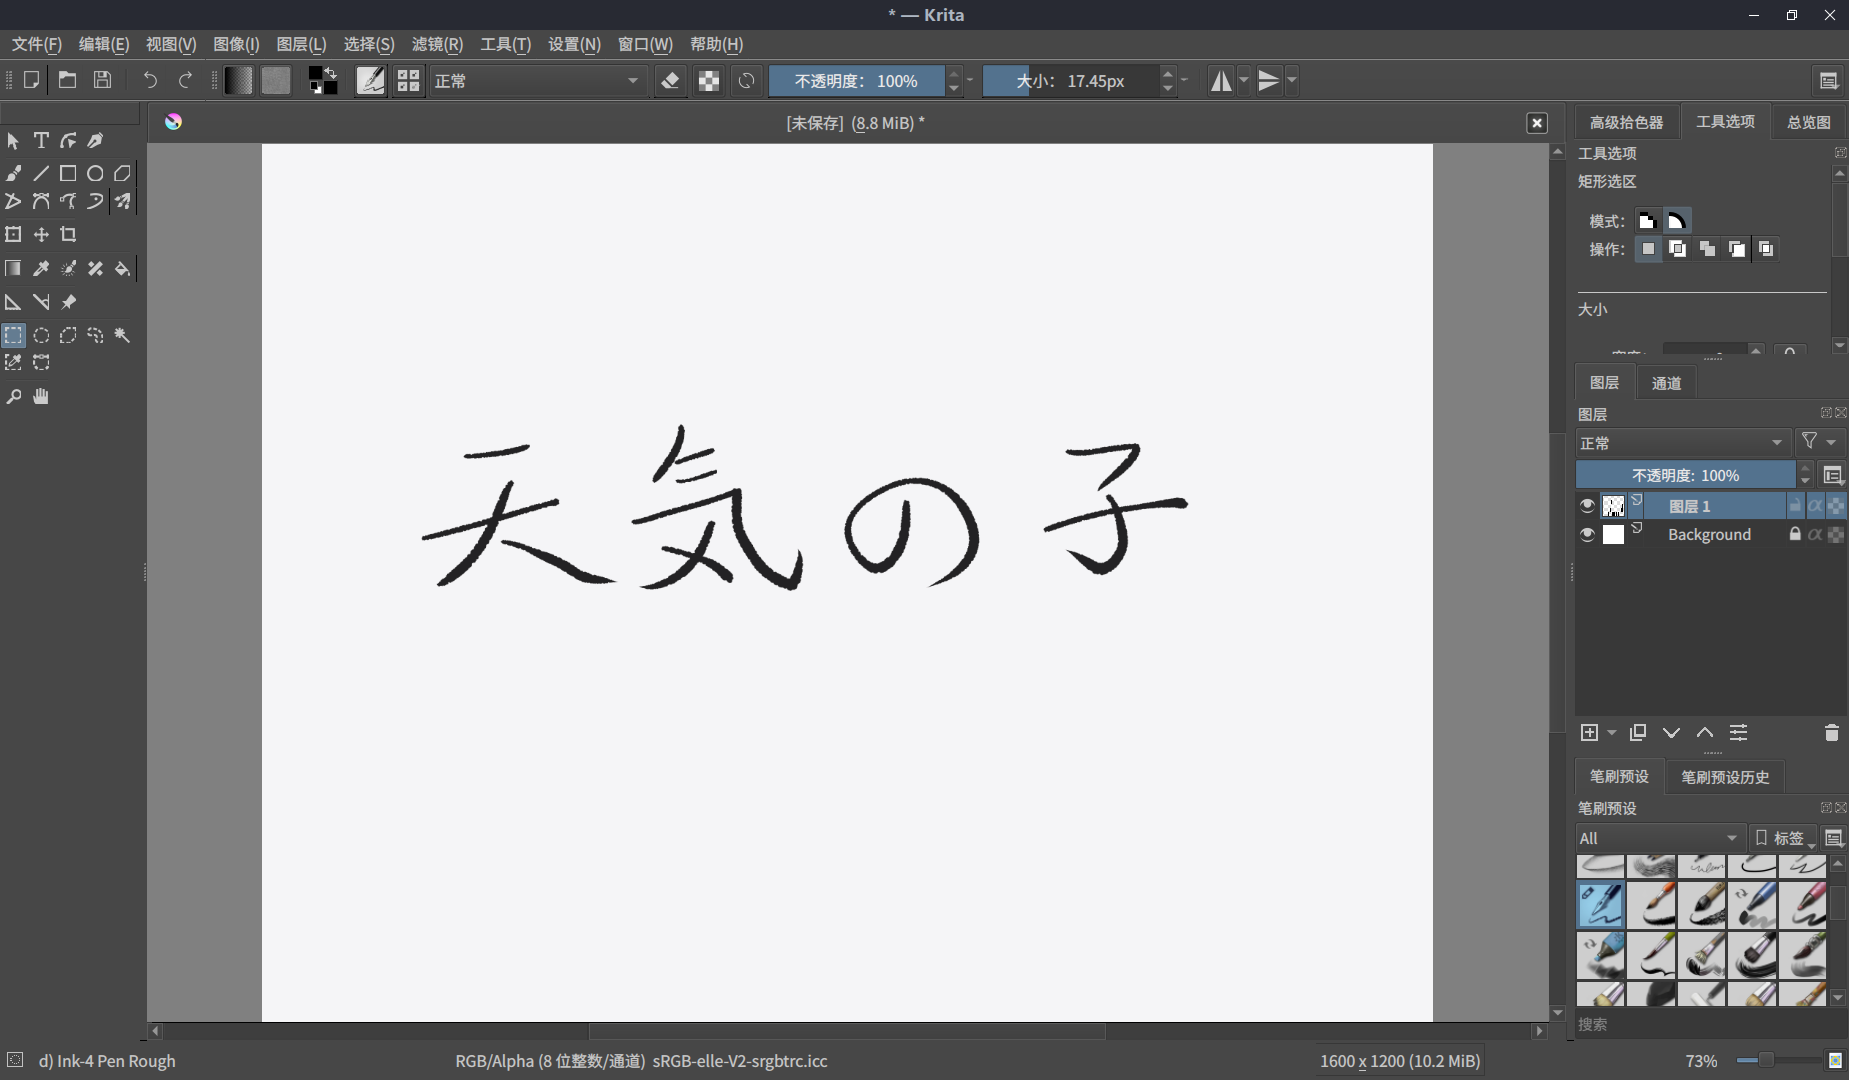 * — Krita
文件(F) 编辑(E) 视图(V) 图像(I) 图层(L) 选择(S) 滤镜(R) 工具(T) 设置(N) 窗口(W) 帮助(H)
正常 不透明度: 100% 大小: 17.45px
[未保存] (8.8 MiB) *
高级拾色器 工具选项 总览图
工具选项
矩形选区
模式:
操作:
大小
天気の子
图层 通道
图层
正常
不透明度: 100%
图层 1
Background
笔刷预设 笔刷预设历史
笔刷预设
All 标签
搜索
d) Ink-4 Pen Rough RGB/Alpha (8 位整数/通道) sRGB-elle-V2-srgbtrc.icc 1600 x 1200 (10.2 MiB) 73%